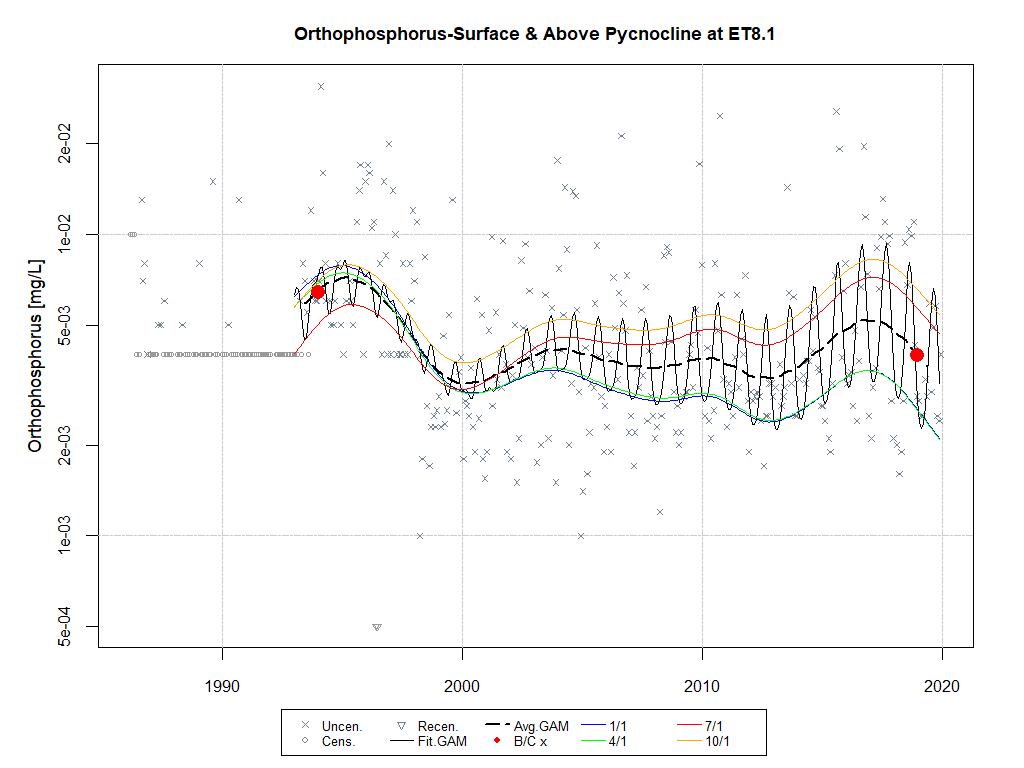 Orthophosphorus-Surface & Above Pycnocline at ET8.1
Orthophosphorus [mg/L]
2e-02
1e-02
5e-03
2e-03
1e-03
5e-04
1990 2000 2010 2020
Uncen. Recen. Avg.GAM 1/1 7/1
Cens. Fit.GAM B/C x 4/1 10/1